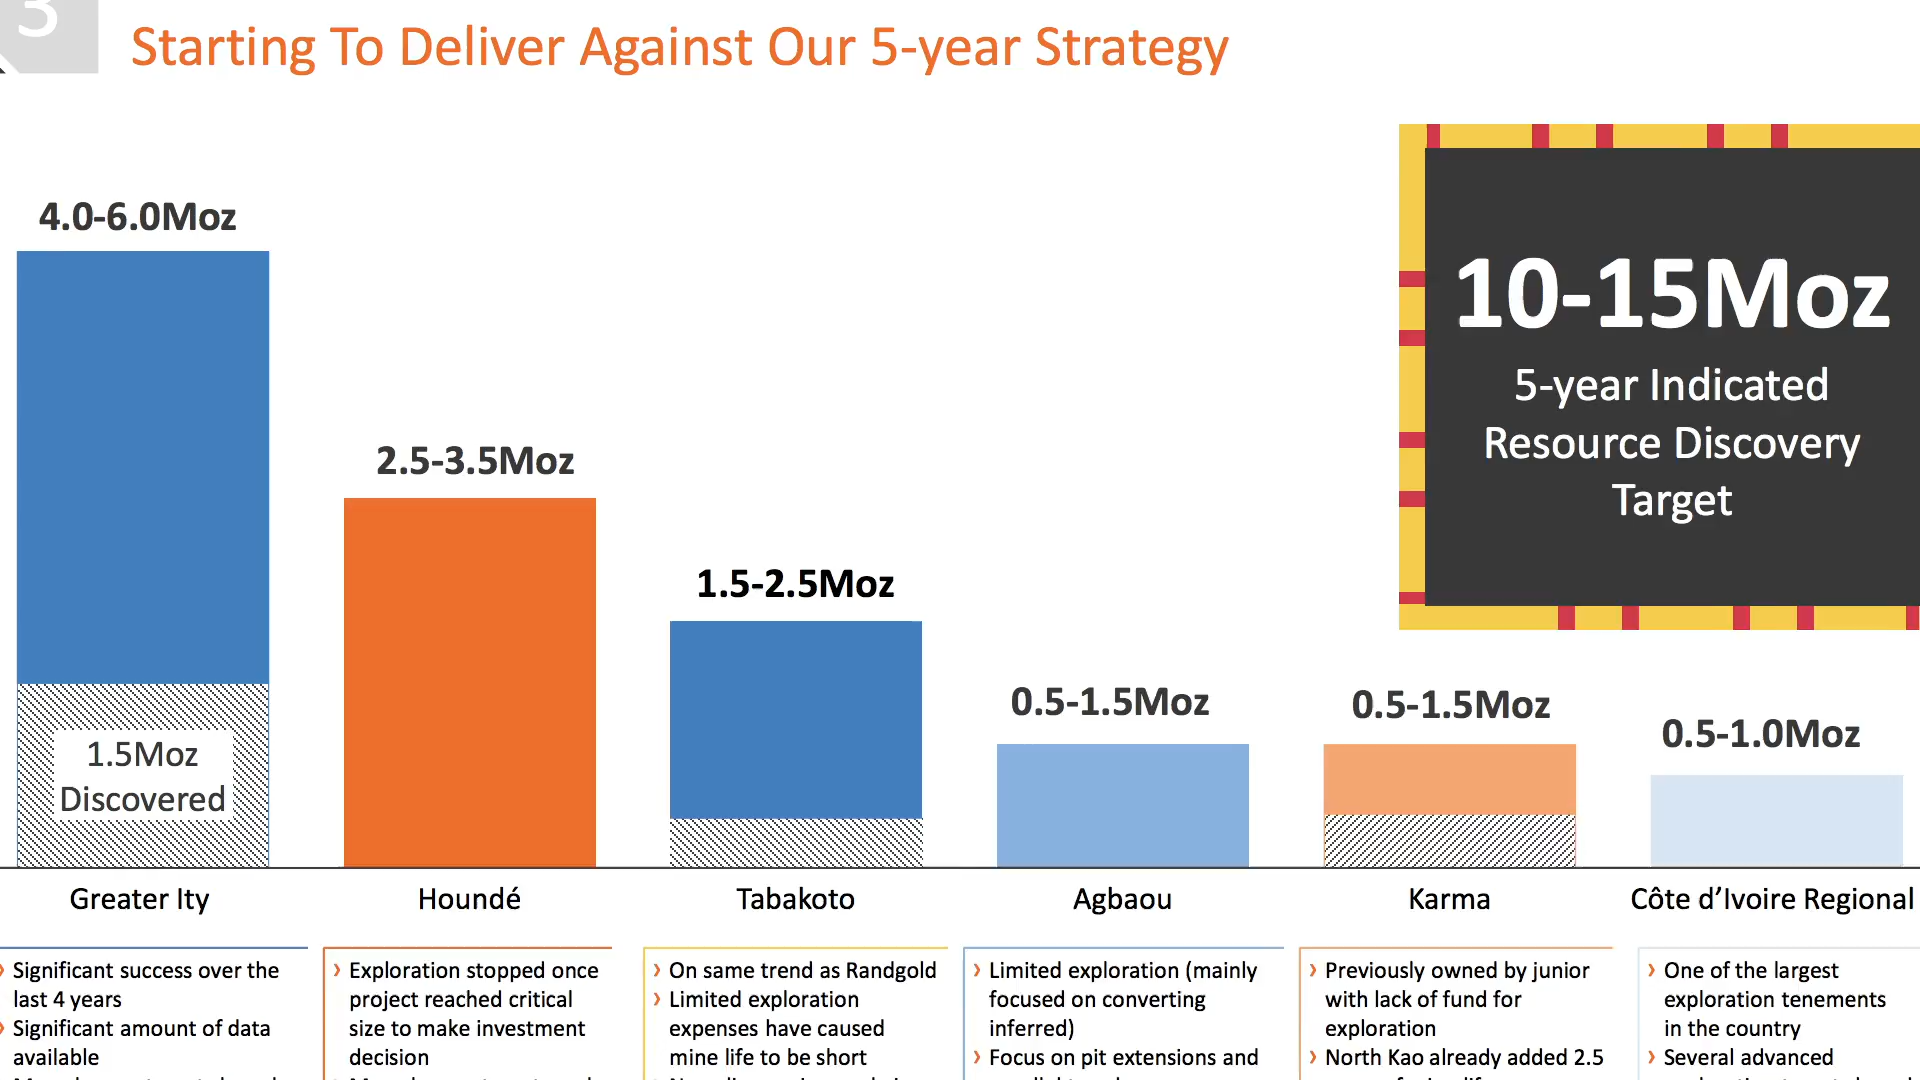 3
Starting To Deliver Against Our 5-year Strategy
4.0-6.0Moz
2.5-3.5Moz
1.5-2.5Moz
0.5-1.5Moz
0.5-1.5Moz
0.5-1.0Moz
10-15Moz
5-year Indicated
Resource Discovery
Target
1.5Moz
Discovered
Greater Ity
Houndé
Tabakoto
Agbaou
Karma
Côte d’Ivoire Regional
› Significant success over the
last 4 years
› Significant amount of data
available
› Exploration stopped once
project reached critical
size to make investment
decision
› On same trend as Randgold
› Limited exploration
expenses have caused
mine life to be short
› Limited exploration (mainly
focused on converting
inferred)
› Focus on pit extensions and
› Previously owned by junior
with lack of fund for
exploration
› North Kao already added 2.5
› One of the largest
exploration tenements
in the country
› Several advanced